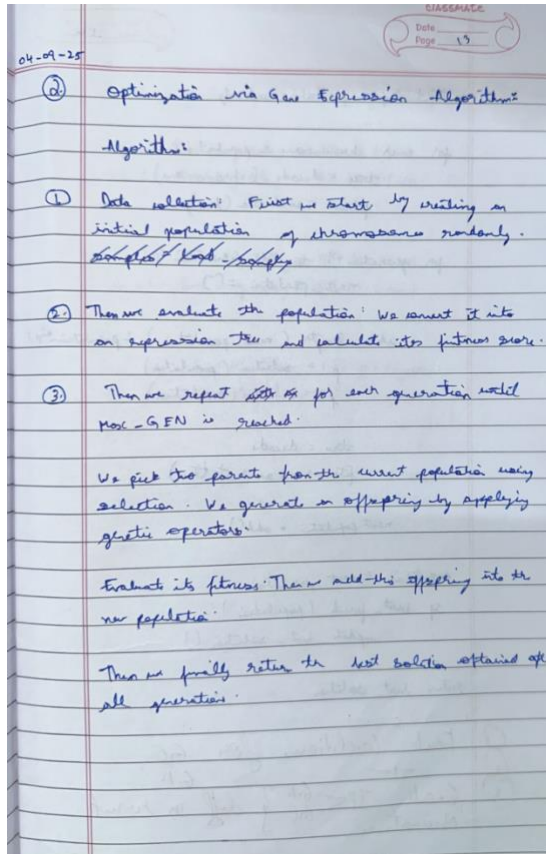 CLASSMATE
Date
Page 13
04-09-25
2. Optimization via Gene Expression Algorithm:
Algorithm:
1 Data collection: First we start by creating an
initial population of chromosomes randomly.
2. Then we evaluate the population: We convert it into
an expression tree and calculate its fitness score.
3. Then we repeat for each generation until
Max-GEN is reached.
We pick two parents from the current population using
selection. We generate an offspring by applying
genetic operators.
Evaluate its fitness. Then we add the offspring into the
new population.
Then we finally return the best solution obtained
all generation.